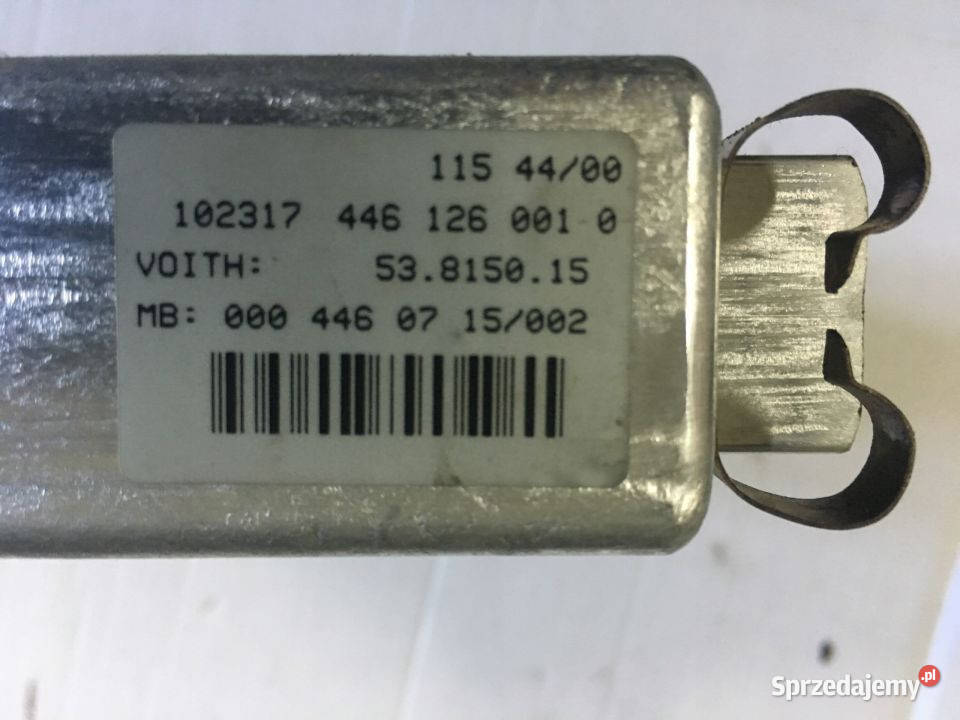 115 44/00
102317 446 126 001 0
VOITH: 53.8150.15
MB: 000 446 07 15/002
Sprzedajemy.pl